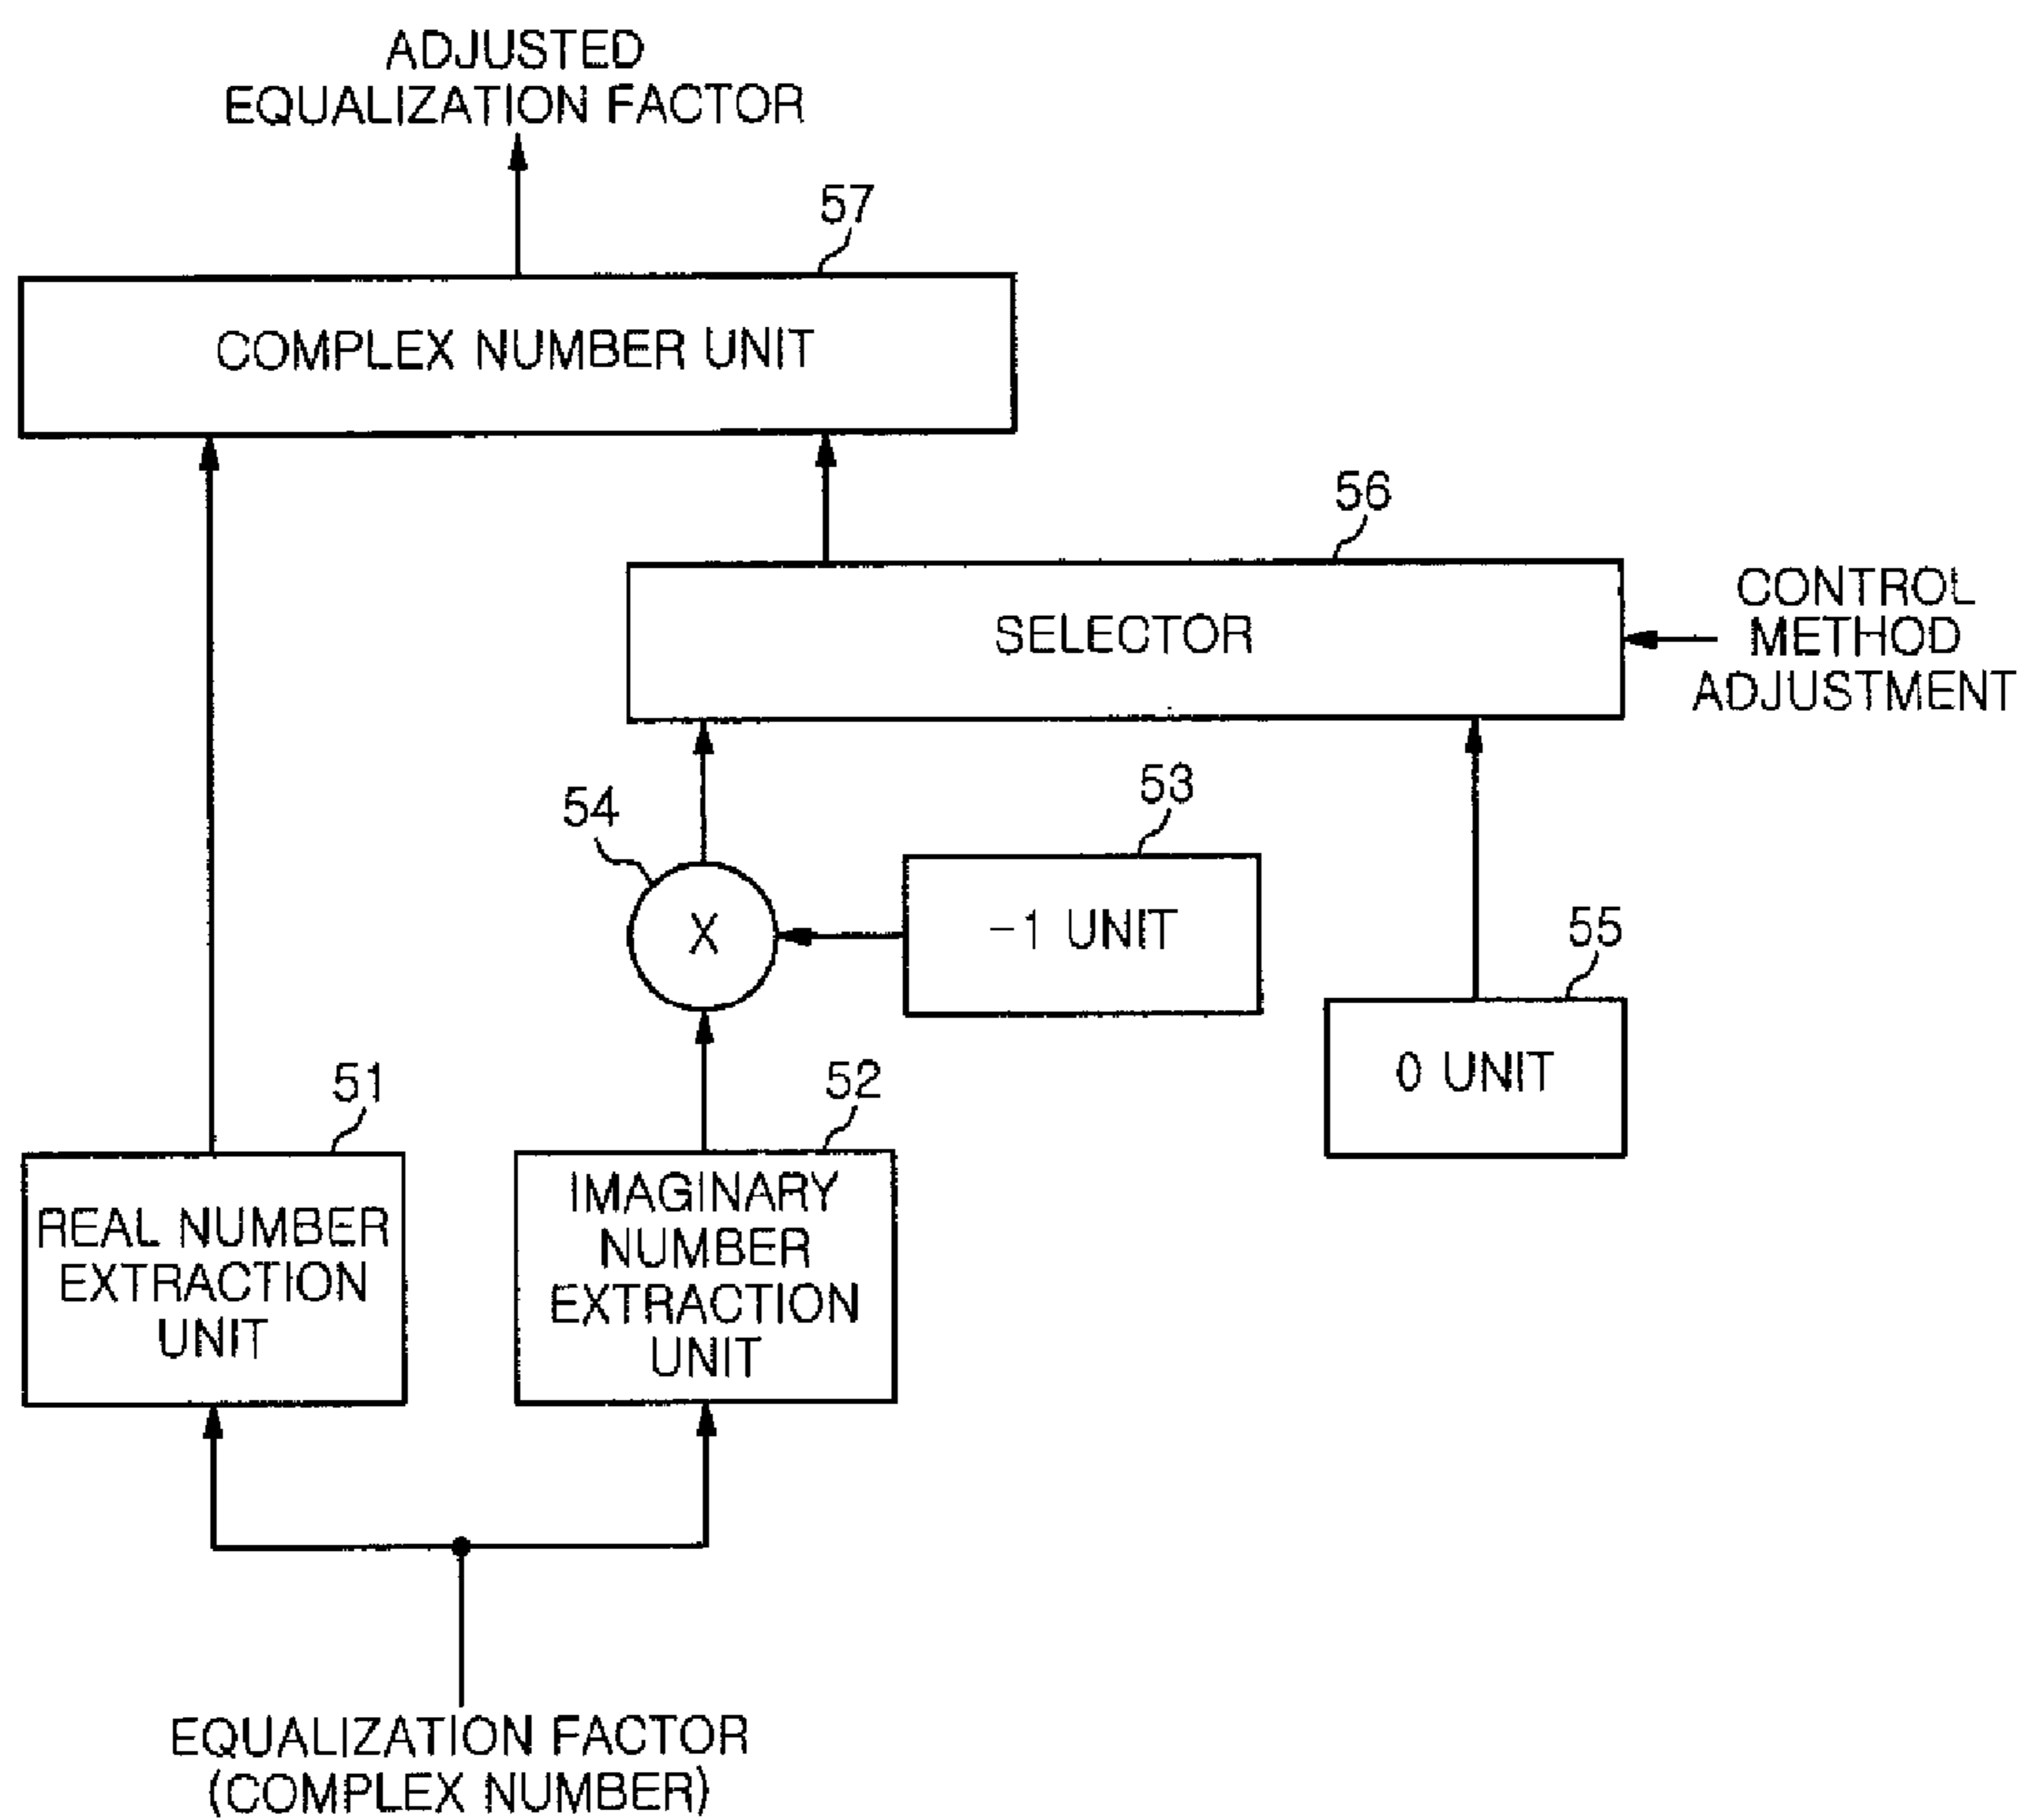 ADJUSTED
EQUALIZATION FACTOR
57
COMPLEX NUMBER UNIT
56
SELECTOR
CONTROL
METHOD
ADJUSTMENT
54
53
X
-1 UNIT
55
0 UNIT
51
52
REAL NUMBER
EXTRACTION
UNIT
IMAGINARY
NUMBER
EXTRACTION
UNIT
EQUALIZATION FACTOR
(COMPLEX NUMBER)